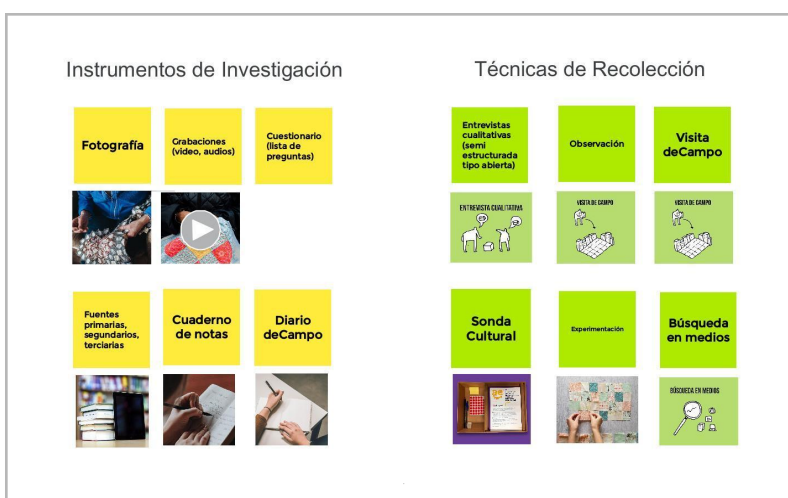 Instrumentos de Investigación
Técnicas de Recolección
Fotografía
Grabaciones
(video, audios)
Cuestionario
(lista de
preguntas)
Entrevistas
cualitativas
(semi
estructurada
tipo abierta)
Observación
Visita
deCampo
ENTREVISTA CUALITATIVA
VISITA DE CAMPO
VISITA DE CAMPO
Fuentes
primarias,
segundarios,
terciarias
Cuaderno
de notas
Diario
deCampo
Sonda
Cultural
Experimentación
Búsqueda
en medios
BÚSQUEDA EN MEDIOS